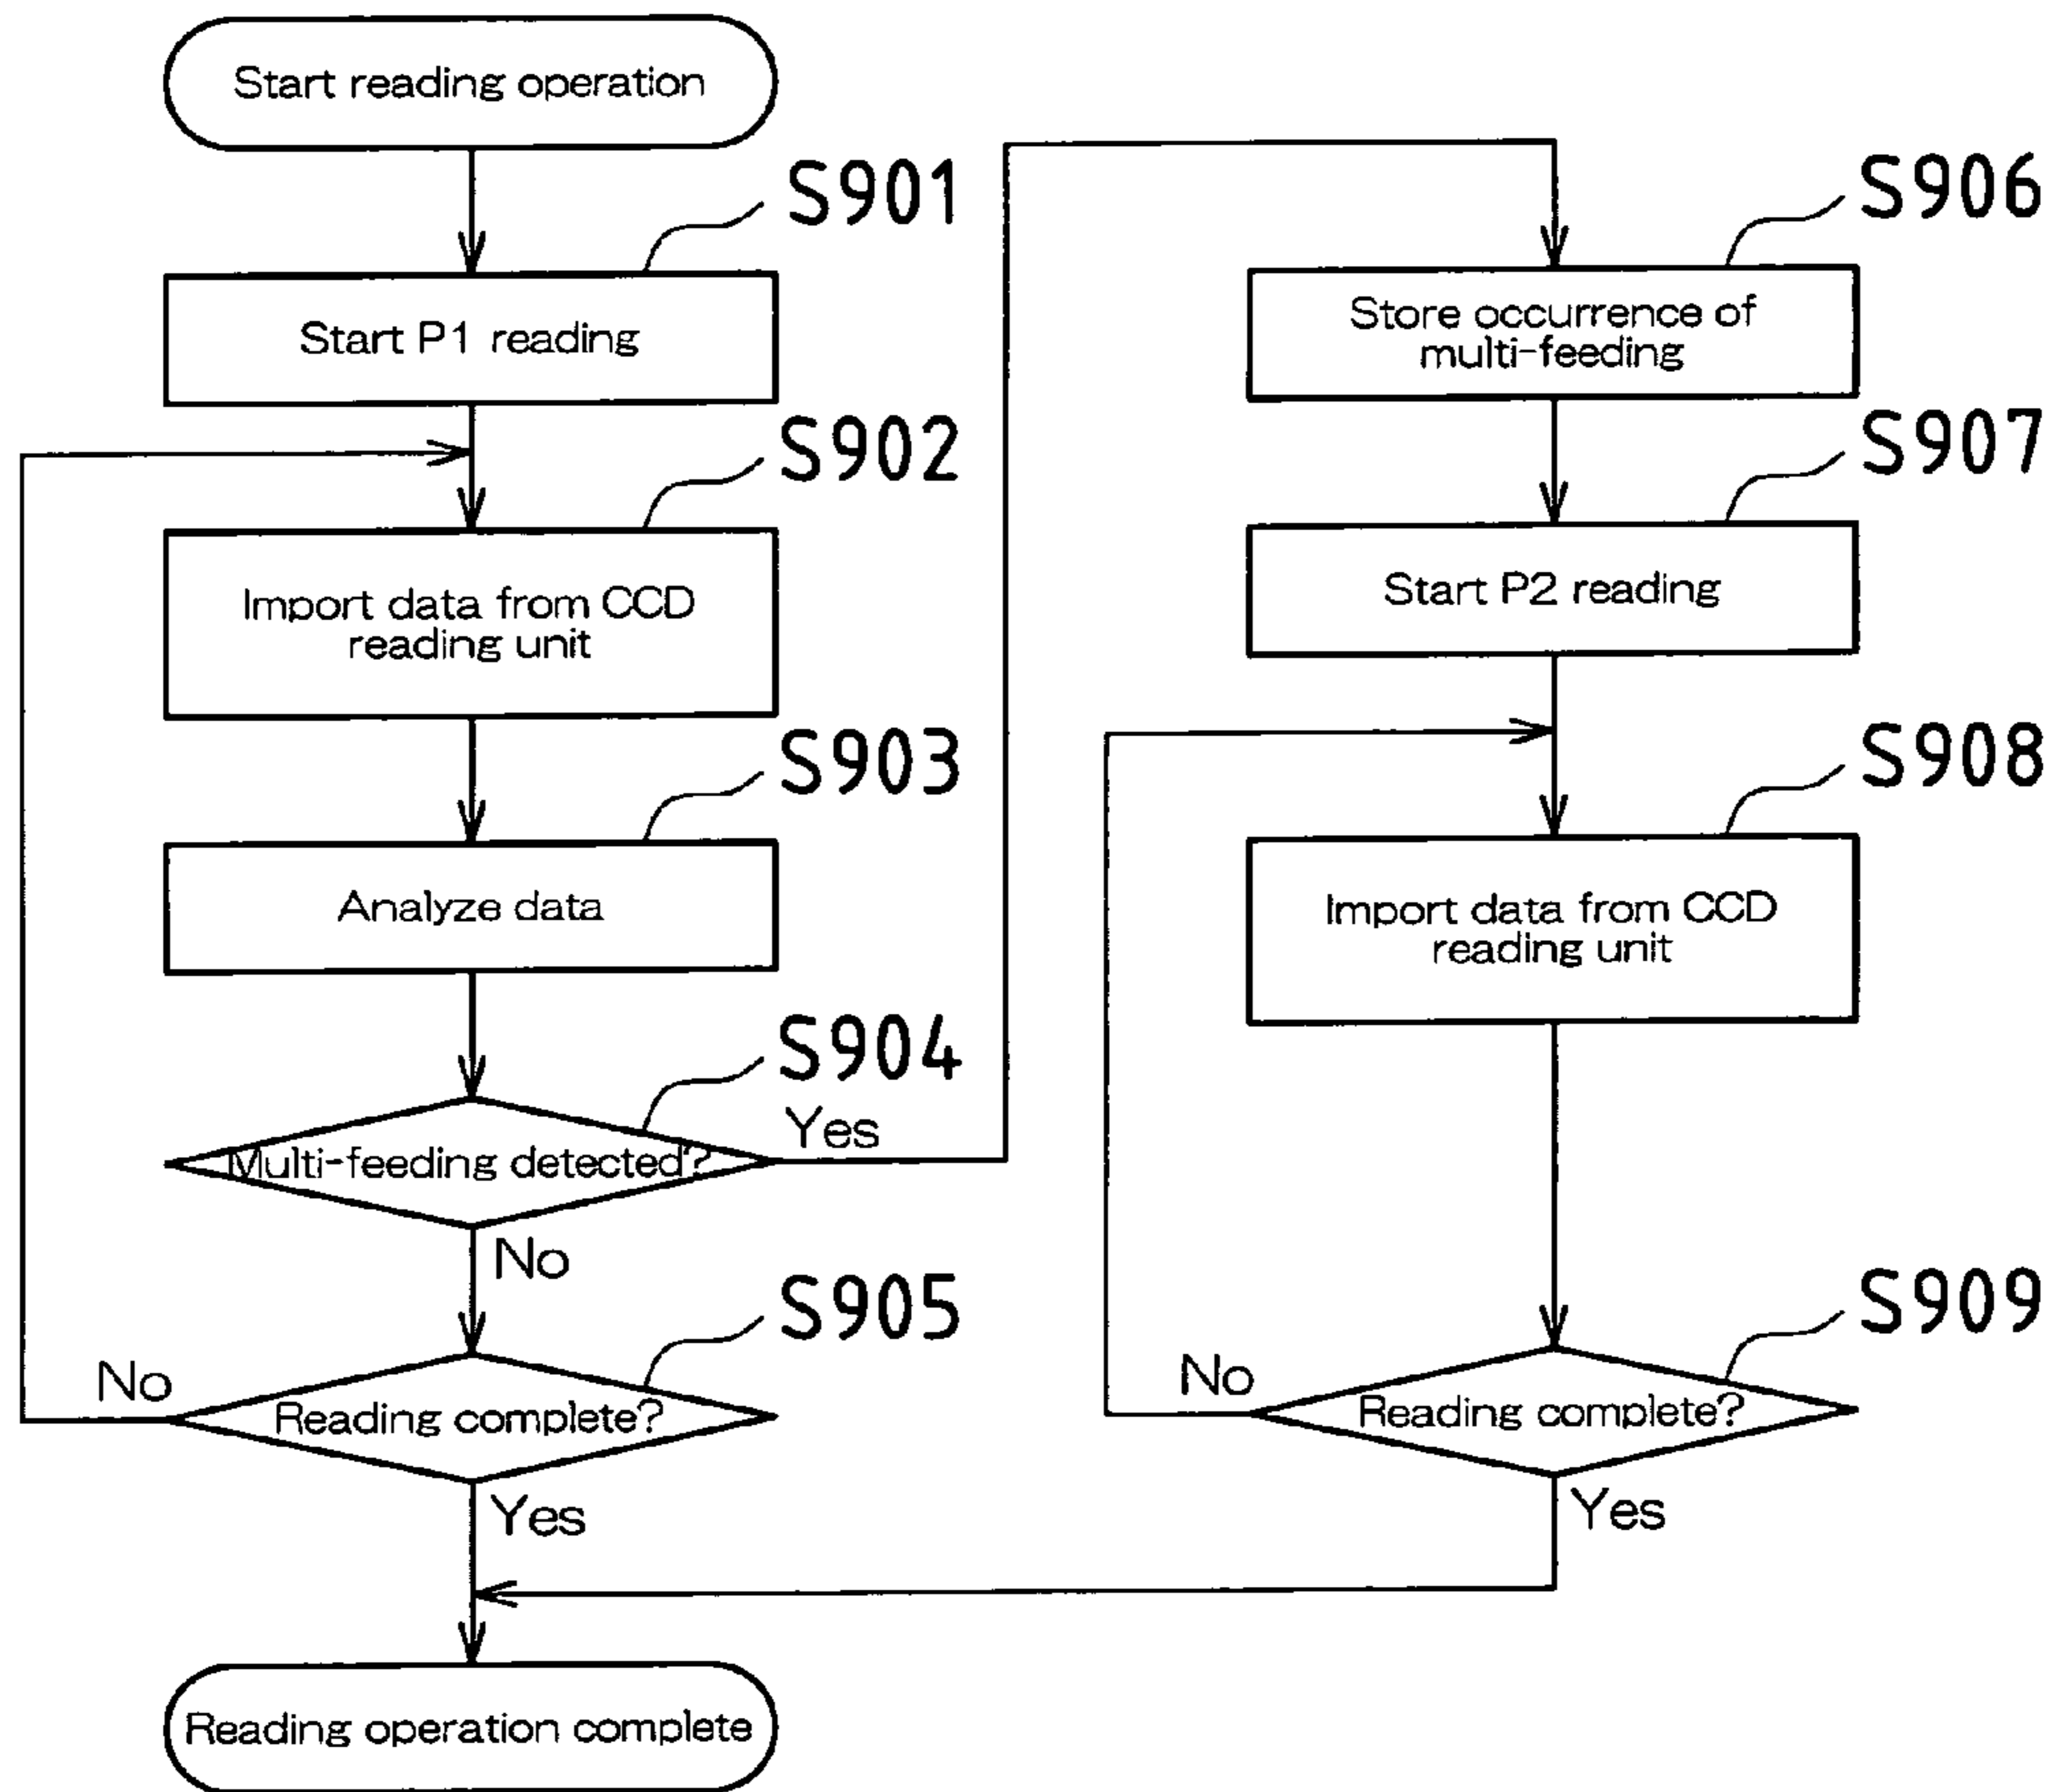 Start reading operation
S901
Start P1 reading
S902
Import data from CCD
reading unit
S903
Analyze data
S904
Multi-feeding detected?
Yes
No
S905
Reading complete?
No
Yes
Reading operation complete
S906
Store occurrence of
multi-feeding
S907
Start P2 reading
S908
Import data from CCD
reading unit
S909
Reading complete?
No
Yes